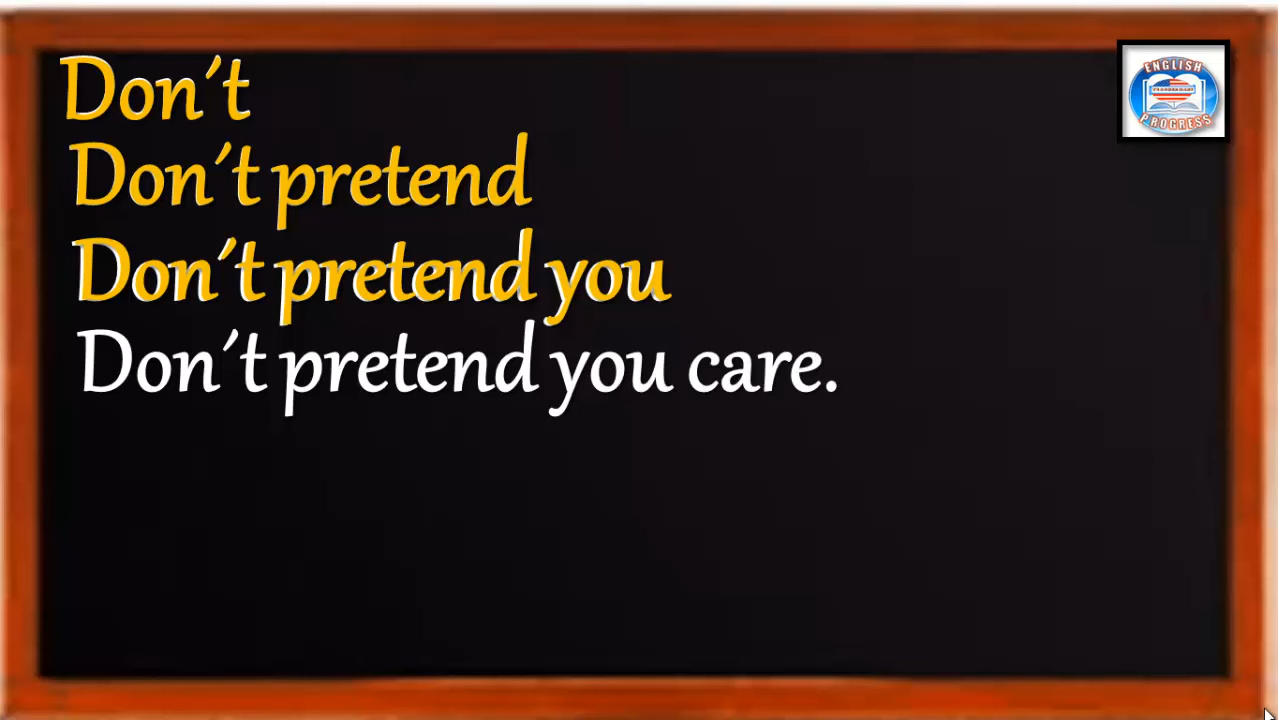 Don´t
Don´t pretend
Don´t pretend you
Don´t pretend you care.
ENGLISH
PROGRESS